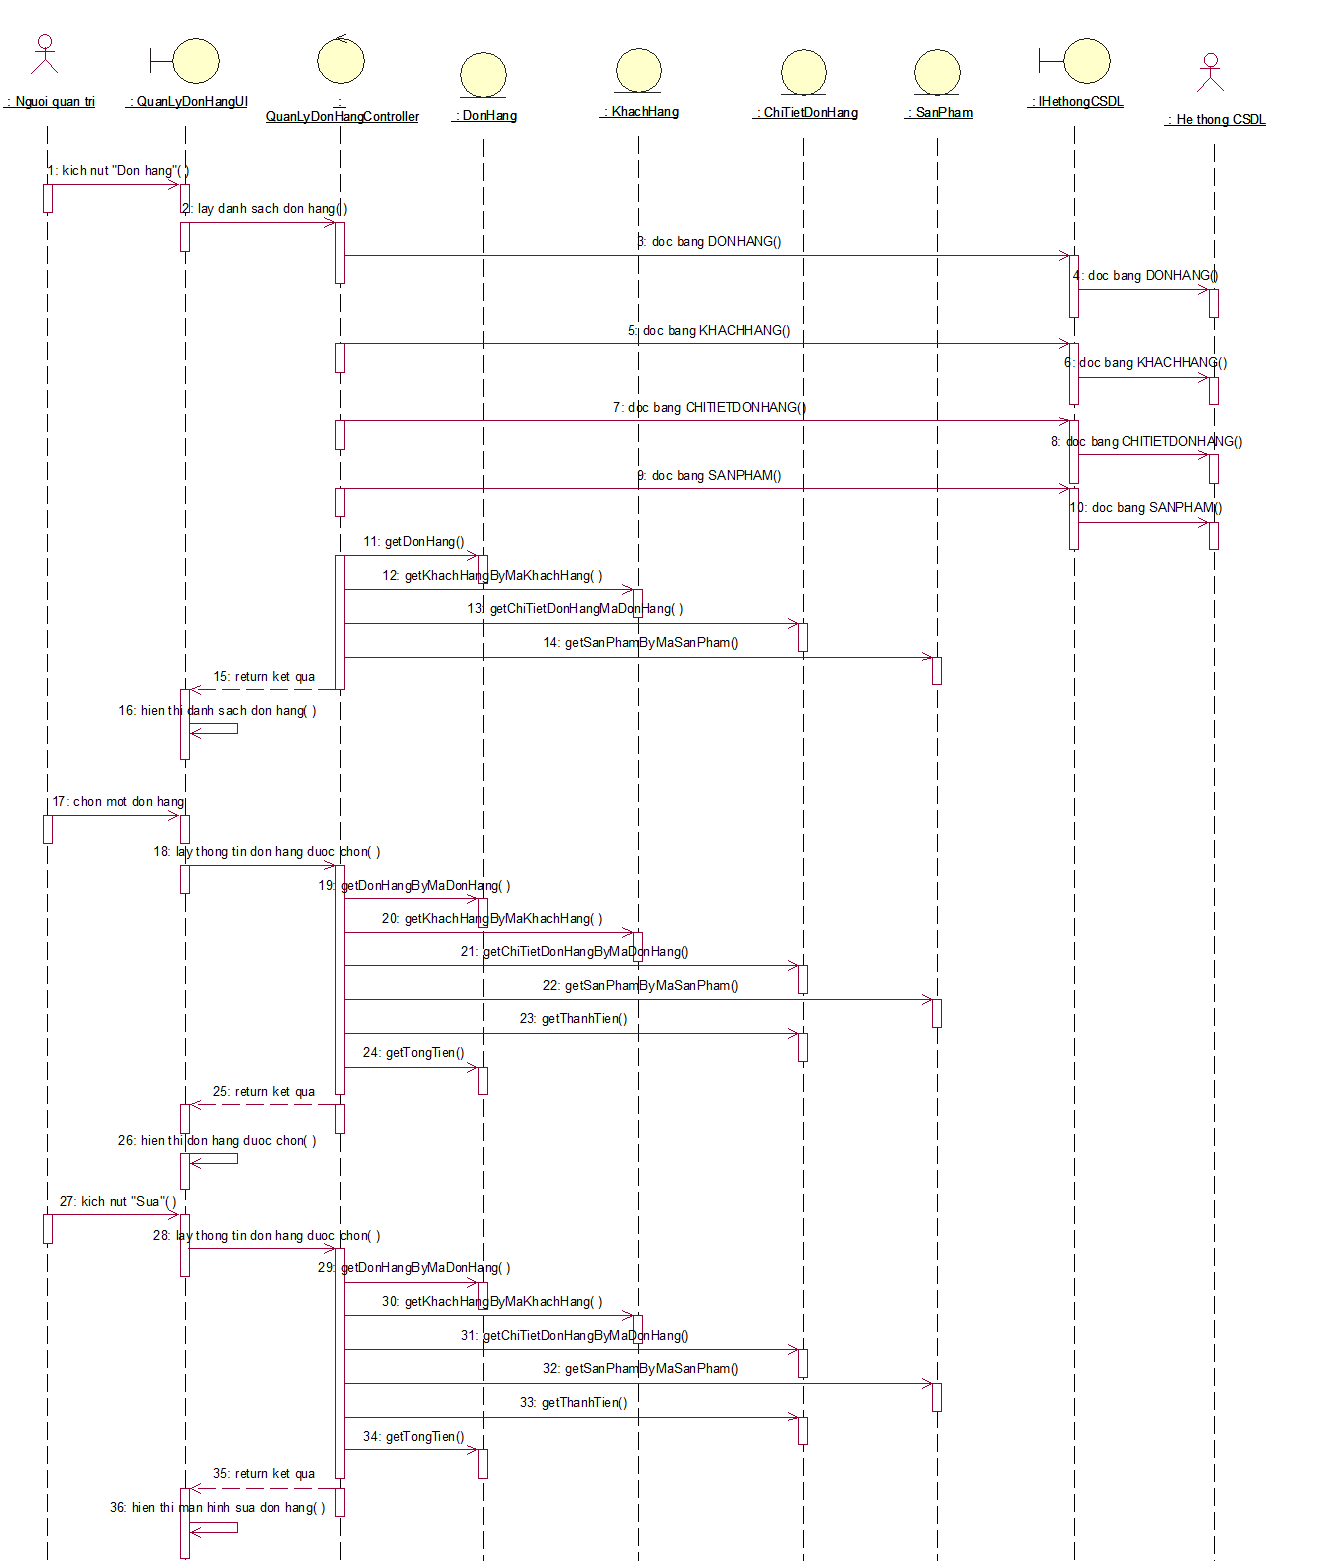 : Nguoi quan tri
: QuanLyDonHangUI
:
QuanLyDonHangController
: DonHang
: KhachHang
: ChiTietDonHang
: SanPham
: IHethongCSDL
: He thong CSDL
1: kich nut "Don hang"( )
2: lay danh sach don hang( )
3: doc bang DONHANG()
4: doc bang DONHANG()
5: doc bang KHACHHANG()
6: doc bang KHACHHANG()
7: doc bang CHITIETDONHANG()
8: doc bang CHITIETDONHANG()
9: doc bang SANPHAM()
10: doc bang SANPHAM()
11: getDonHang()
12: getKhachHangByMaKhachHang( )
13: getChiTietDonHangMaDonHang( )
14: getSanPhamByMaSanPham()
15: return ket qua
16: hien thi danh sach don hang( )
17: chon mot don hang
18: lay thong tin don hang duoc chon( )
19: getDonHangByMaDonHang( )
20: getKhachHangByMaKhachHang( )
21: getChiTietDonHangByMaDonHang()
22: getSanPhamByMaSanPham()
23: getThanhTien()
24: getTongTien()
25: return ket qua
26: hien thi don hang duoc chon( )
27: kich nut "Sua"( )
28: lay thong tin don hang duoc chon( )
29: getDonHangByMaDonHang( )
30: getKhachHangByMaKhachHang( )
31: getChiTietDonHangByMaDonHang()
32: getSanPhamByMaSanPham()
33: getThanhTien()
34: getTongTien()
35: return ket qua
36: hien thi man hinh sua don hang( )